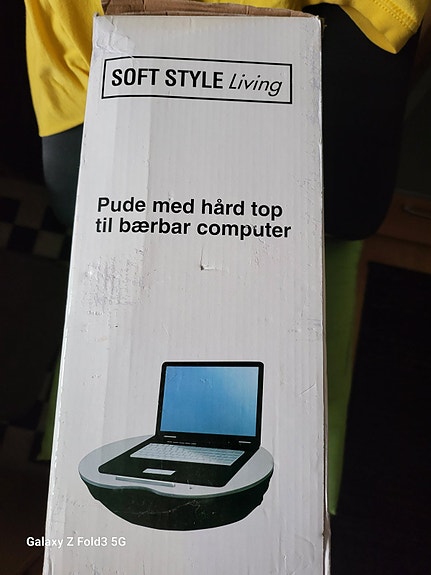 SOFT STYLE Living
Pude med hård top
til bærbar computer
Galaxy Z Fold3 5G